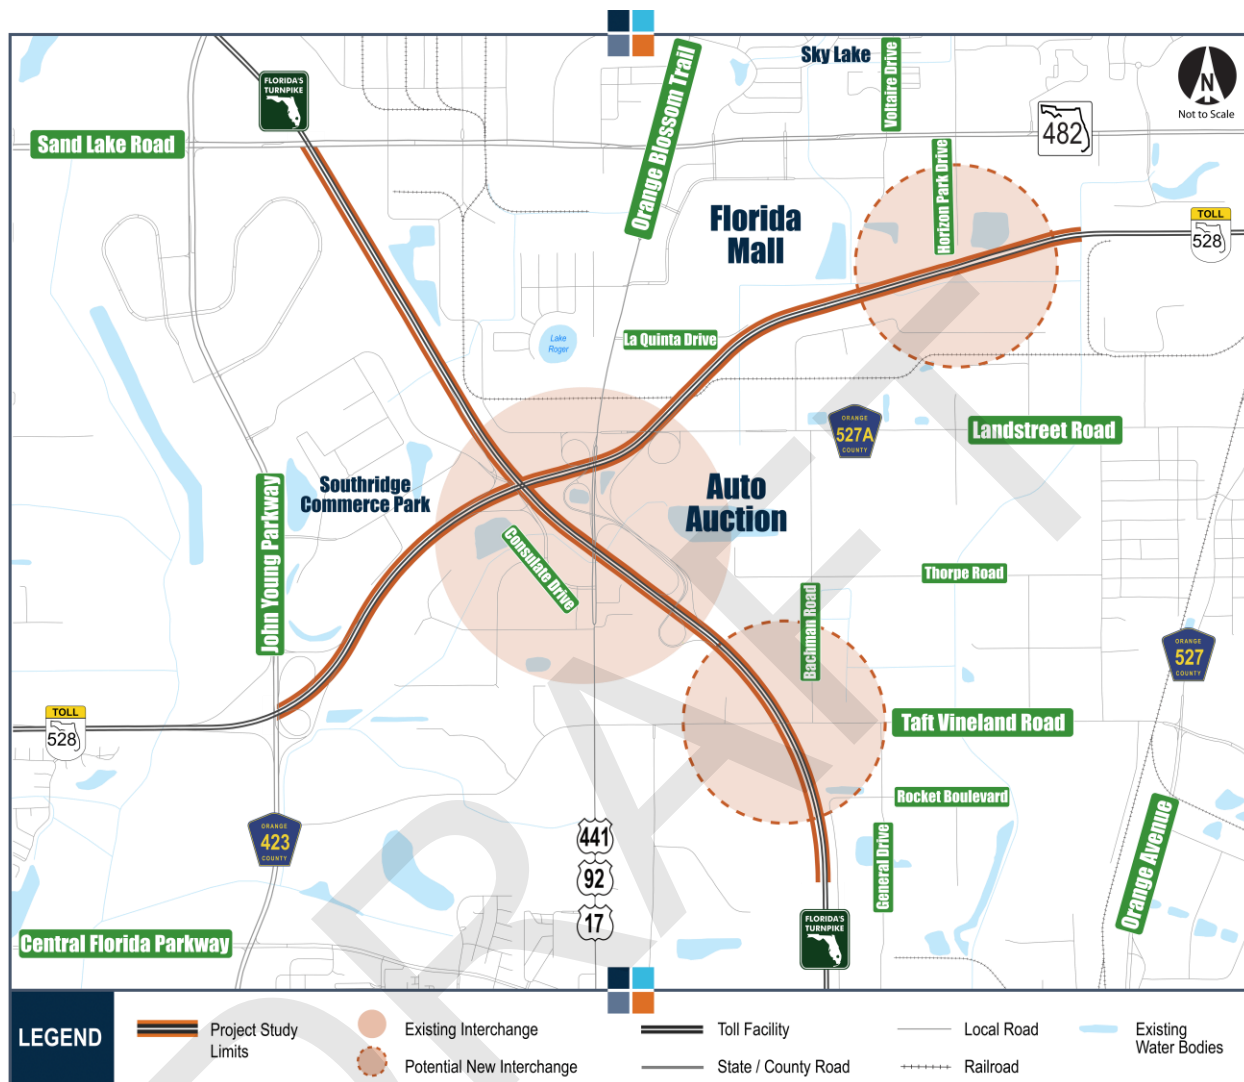 Sky Lake
Voltaire Drive
N
Not to Scale
FLORIDA'S
TURNPIKE
Orange Blossom Trail
482
Sand Lake Road
Horizon Park Drive
Florida
Mall
TOLL
528
Lake
Roger
La Quinta Drive
ORANGE
527A
COUNTY
Landstreet Road
Southridge
Commerce Park
Auto
Auction
John Young Parkway
Consulate Drive
Thorpe Road
Bachman Road
ORANGE
527
COUNTY
TOLL
528
Taft Vineland Road
Rocket Boulevard
ORANGE
423
COUNTY
441
92
17
General Drive
Orange Avenue
Central Florida Parkway
FLORIDA'S
TURNPIKE
DRAFT
LEGEND
Project Study
Limits
Existing Interchange
Potential New Interchange
Toll Facility
State / County Road
Local Road
Railroad
Existing
Water Bodies